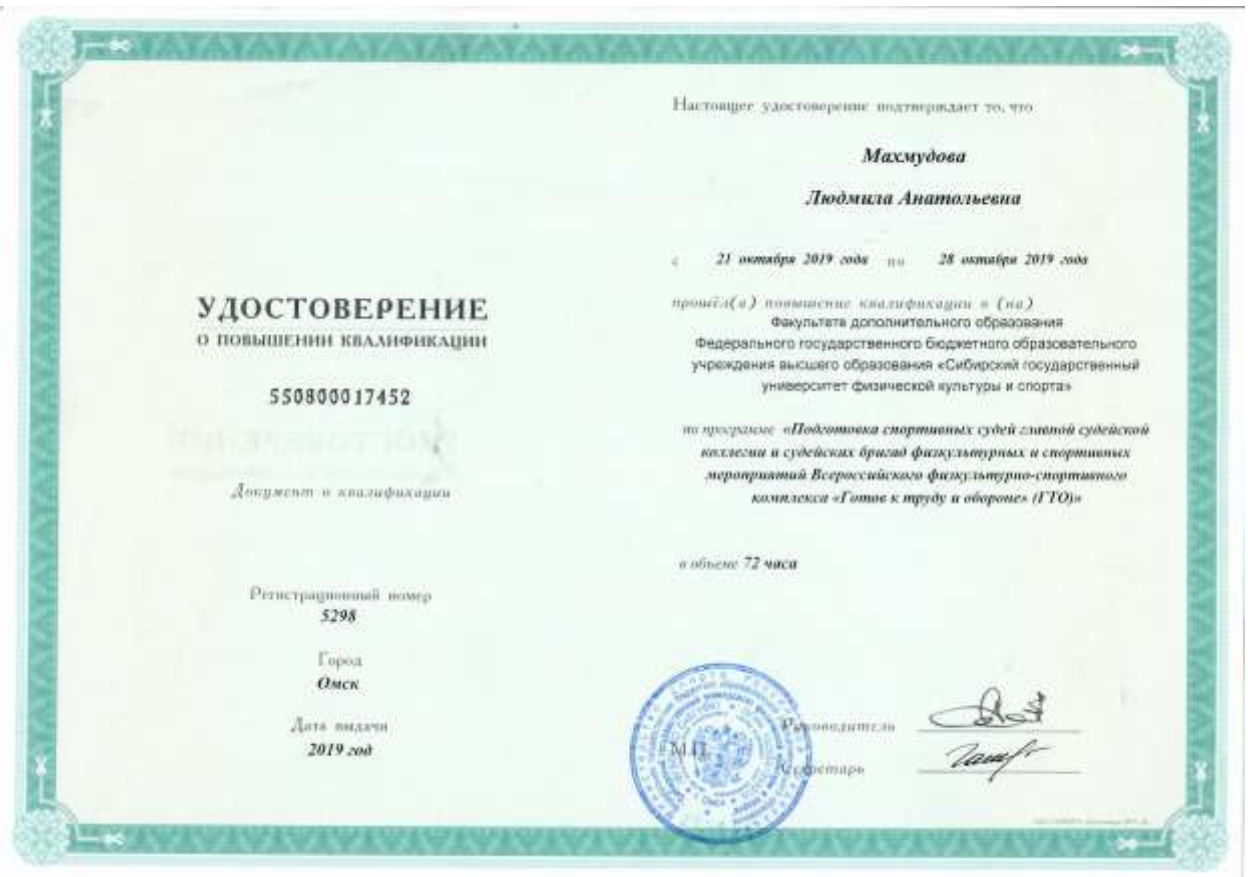 УДОСТОВЕРЕНИЕ
О ПОВЫШЕНИИ КВАЛИФИКАЦИИ
550800017452
Документ о квалификации
Регистрационный номер
5298
Город
Омск
Дата выдачи
2019 год
Настоящее удостоверение подтверждает то, что
Махмудова
Людмила Анатольевна
с 21 октября 2019 года по 28 октября 2019 года
прошёл(а) повышение квалификации в (на)
Факультете дополнительного образования
Федерального государственного бюджетного образовательного
учреждения высшего образования «Сибирский государственный
университет физической культуры и спорта»
по программе «Подготовка спортивных судей главной судейской
коллегии и судейских бригад физкультурных и спортивных
мероприятий Всероссийского физкультурно-спортивного
комплекса «Готов к труду и обороне» (ГТО)»
в объеме 72 часа
Руководитель
М.П.
Секретарь